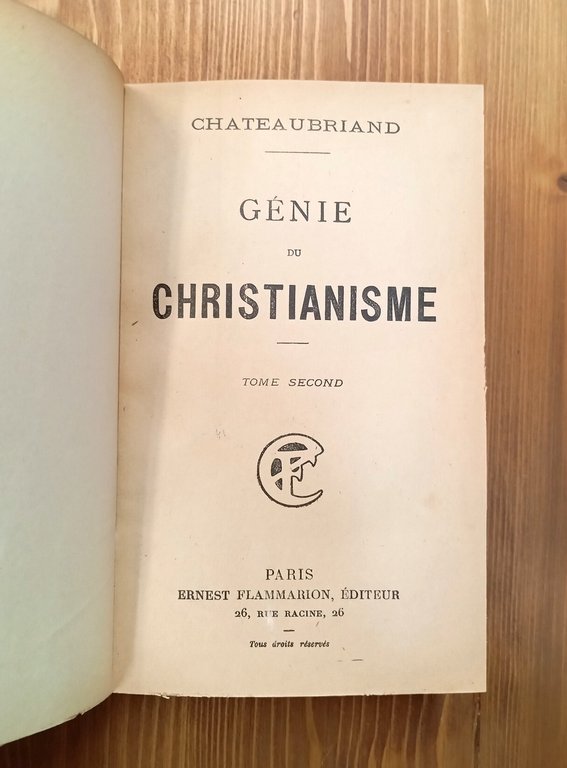 CHATEAUBRIAND
GÉNIE
DU
CHRISTIANISME
TOME SECOND
PARIS
ERNEST FLAMMARION, ÉDITEUR
26, RUE RACINE, 26
Tous droits réservés